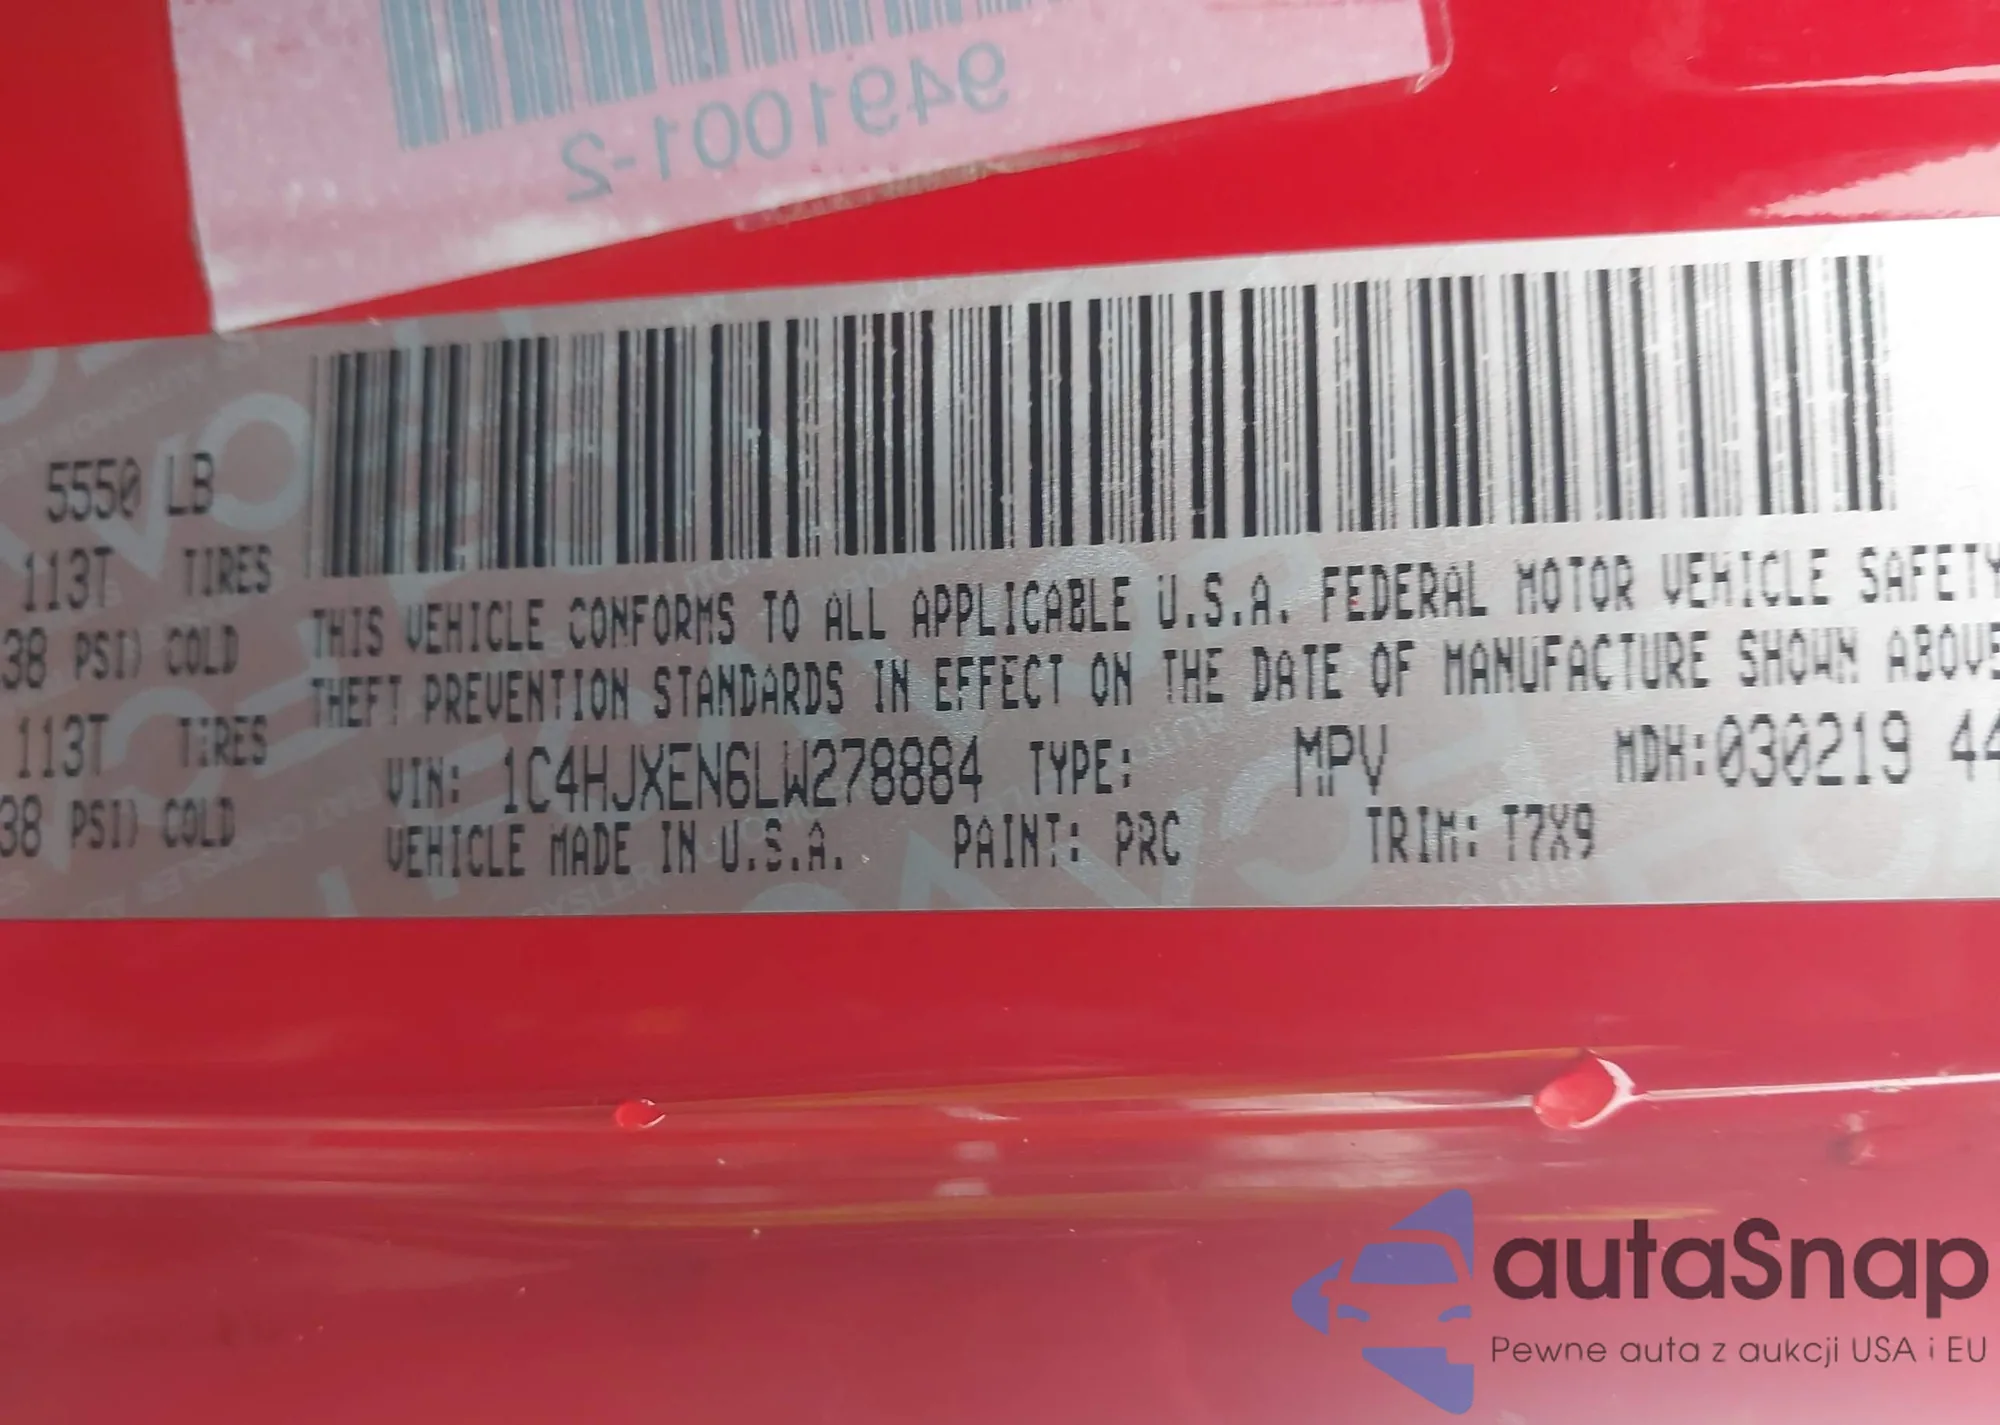 9491001-2
5550 LB
113T TIRES
38 PSI) COLD
113T TIRES
38 PSI) COLD
THIS VEHICLE CONFORMS TO ALL APPLICABLE U.S.A. FEDERAL MOTOR VEHICLE SAFETY
THEFT PREVENTION STANDARDS IN EFFECT ON THE DATE OF MANUFACTURE SHOWN ABOVE
VIN: 1C4HJXEN6LW278884 TYPE: MPV MDH:030219 44
VEHICLE MADE IN U.S.A. PAINT: PRC TRIM: T7X9
autaSnap
Pewne auta z aukcji USA i EU